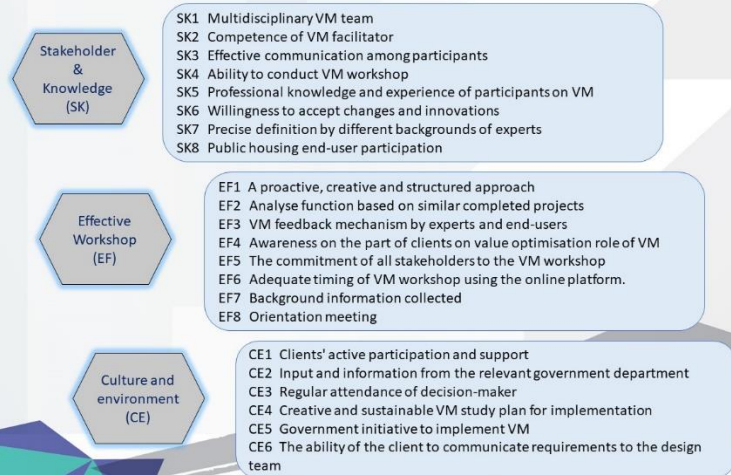 Stakeholder
&
Knowledge
(SK)
SK1 Multidisciplinary VM team
SK2 Competence of VM facilitator
SK3 Effective communication among participants
SK4 Ability to conduct VM workshop
SK5 Professional knowledge and experience of participants on VM
SK6 Willingness to accept changes and innovations
SK7 Precise definition by different backgrounds of experts
SK8 Public housing end-user participation
Effective
Workshop
(EF)
EF1 A proactive, creative and structured approach
EF2 Analyse function based on similar completed projects
EF3 VM feedback mechanism by experts and end-users
EF4 Awareness on the part of clients on value optimisation role of VM
EF5 The commitment of all stakeholders to the VM workshop
EF6 Adequate timing of VM workshop using the online platform.
EF7 Background information collected
EF8 Orientation meeting
Culture and
environment
(CE)
CE1 Clients' active participation and support
CE2 Input and information from the relevant government department
CE3 Regular attendance of decision-maker
CE4 Creative and sustainable VM study plan for implementation
CE5 Government initiative to implement VM
CE6 The ability of the client to communicate requirements to the design
team